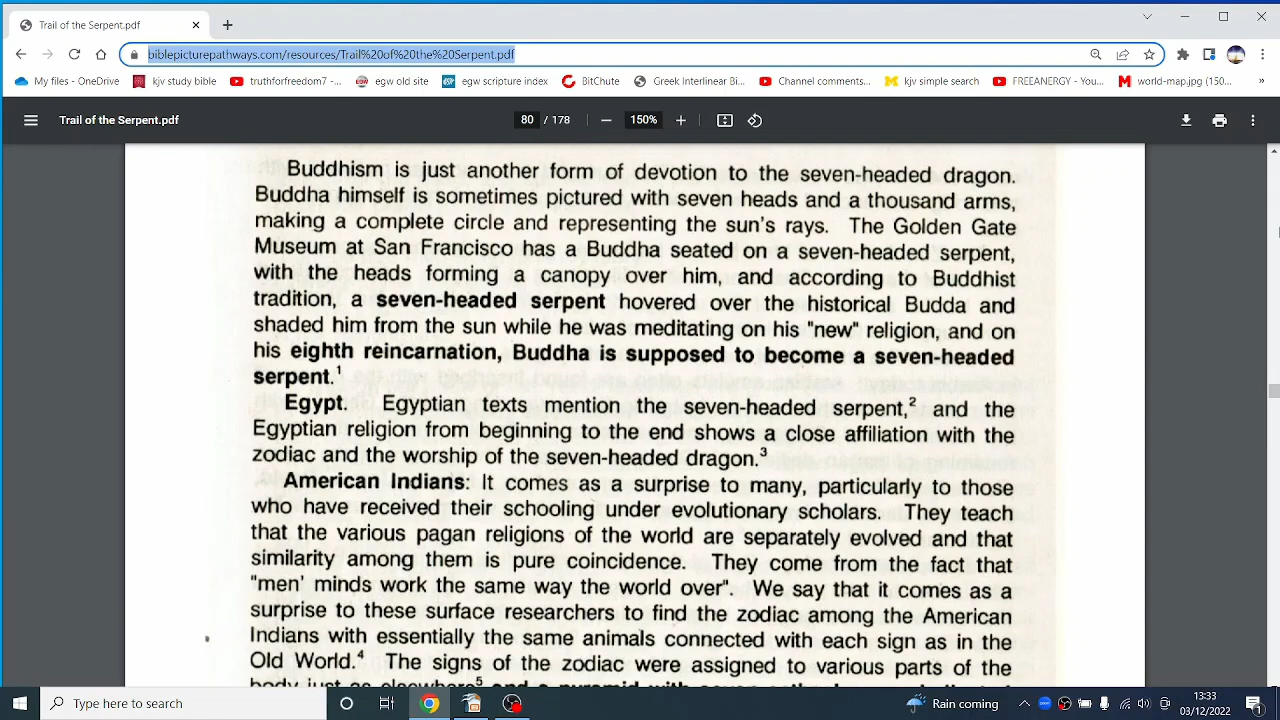 Trail of the Serpent.pdf
biblepicturepathways.com/resources/Trail%20of%20the%20Serpent.pdf
My files - OneDrive kjv study bible truthforfreedom7 -... egw old site egw scripture index BitChute Greek Interlinear Bi... Channel comments... kjv simple search FREEANERGY - You... world-map.jpg (150...
Trail of the Serpent.pdf 80 / 178 150%
Buddhism is just another form of devotion to the seven-headed dragon.
Buddha himself is sometimes pictured with seven heads and a thousand arms,
making a complete circle and representing the sun's rays. The Golden Gate
Museum at San Francisco has a Buddha seated on a seven-headed serpent,
with the heads forming a canopy over him, and according to Buddhist
tradition, a seven-headed serpent hovered over the historical Budda and
shaded him from the sun while he was meditating on his "new" religion, and on
his eighth reincarnation, Buddha is supposed to become a seven-headed
serpent.1
Egypt. Egyptian texts mention the seven-headed serpent,2 and the
Egyptian religion from beginning to the end shows a close affiliation with the
zodiac and the worship of the seven-headed dragon.3
American Indians: It comes as a surprise to many, particularly to those
who have received their schooling under evolutionary scholars. They teach
that the various pagan religions of the world are separately evolved and that
similarity among them is pure coincidence. They come from the fact that
"men' minds work the same way the world over". We say that it comes as a
surprise to these surface researchers to find the zodiac among the American
Indians with essentially the same animals connected with each sign as in the
Old World.4 The signs of the zodiac were assigned to various parts of the
body just as elsewhere5 and a pyramid with seven
Type here to search Rain coming 13:33
03/12/2022